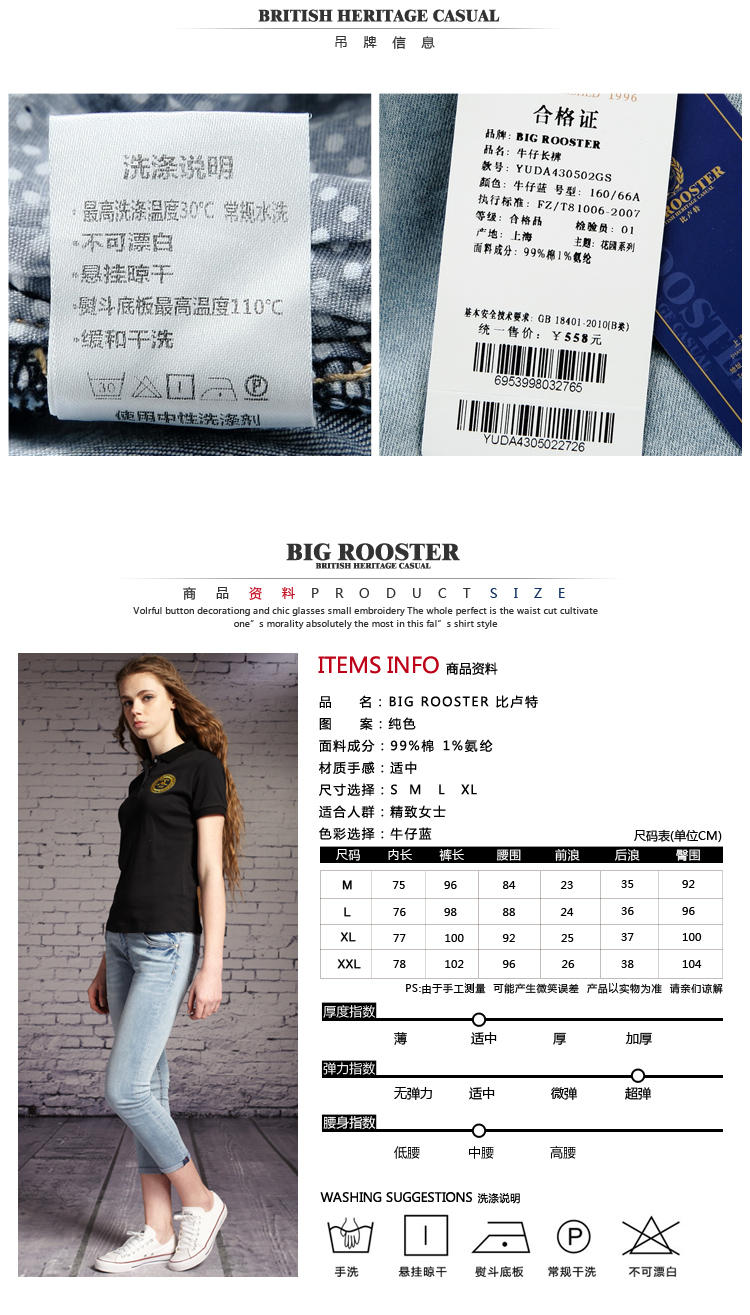 BRITISH HERITAGE CASUAL
吊牌信息
洗涤说明
最高洗涤温度30℃ 常规水洗
不可漂白
悬挂晾干
熨斗底板最高温度110℃
缓和干洗
30
P
使用中性洗涤剂
1996
合格证
品牌：BIG ROOSTER
品名：牛仔长裤
款号：YUDA430502GS
颜色：牛仔蓝 号型：160/66A
执行标准：FZ/T81006-2007
等级：合格品 检验员：01
产地：上海 主题：花园系列
面料成分：99%棉1%氨纶
基本安全技术要求：GB 18401-2010(B类)
统一售价：￥558元
6953998032765
YUDA4305022726
ROOSTER
BRITISH HERITAGE CASUAL
比卢特
BIG ROOSTER
BRITISH HERITAGE CASUAL
商品资料PRODUCT SIZE
Volrful button decorationg and chic glasses small embroidery The whole perfect is the waist cut cultivate
one”s morality absolutely the most in this fal”s shirt style
ITEMS INFO 商品资料
品 名：BIG ROOSTER 比卢特
图 案：纯色
面料成分：99%棉 1%氨纶
材质手感：适中
尺寸选择：S M L XL
适合人群：精致女士
色彩选择：牛仔蓝
尺码表(单位CM)
尺码 内长 裤长 腰围 前浪 后浪 臀围
M 75 96 84 23 35 92
L 76 98 88 24 36 96
XL 77 100 92 25 37 100
XXL 78 102 96 26 38 104
PS:由于手工测量 可能产生微笑误差 产品以实物为准 请亲们谅解
厚度指数
薄 适中 厚 加厚
弹力指数
无弹力 适中 微弹 超弹
腰身指数
低腰 中腰 高腰
WASHING SUGGESTIONS 洗涤说明
P
手洗 悬挂晾干 熨斗底板 常规干洗 不可漂白